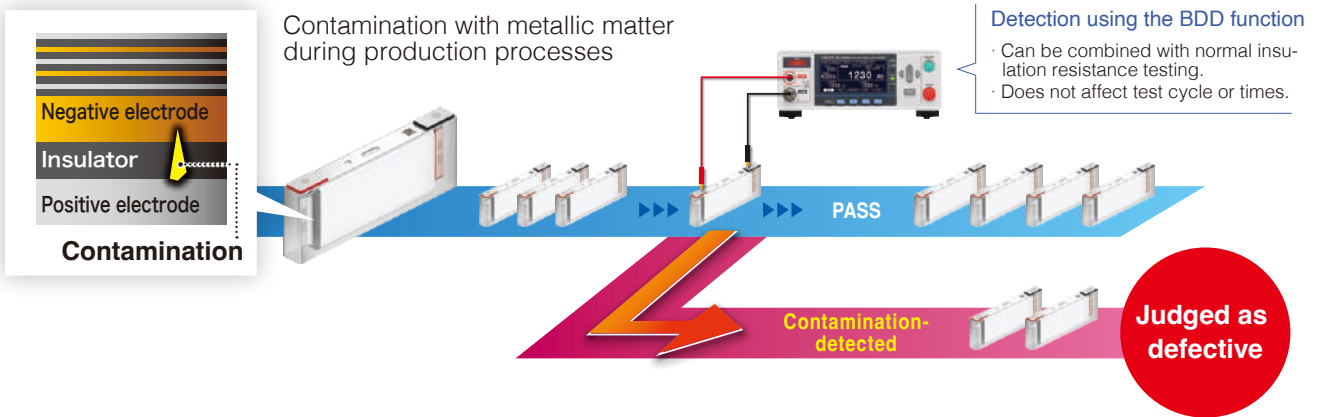 Contamination with metallic matter
during production processes
Negative electrode
Insulator
Positive electrode
Contamination
1230
Detection using the BDD function
· Can be combined with normal insu-
lation resistance testing.
· Does not affect test cycle or times.
PASS
Contamination-
detected
Judged as
defective